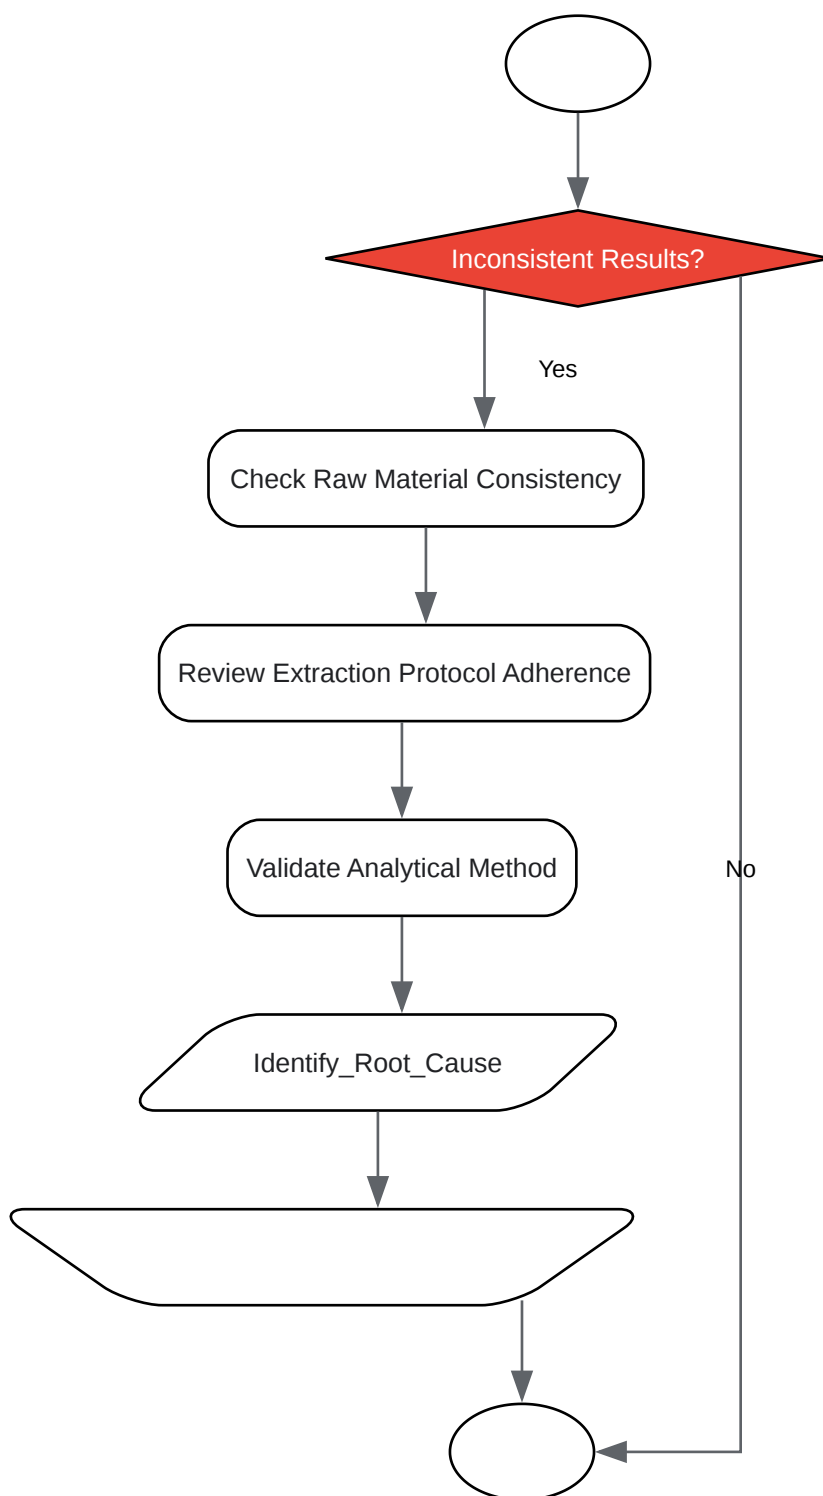 Inconsistent Results?
Yes
Check Raw Material Consistency
Review Extraction Protocol Adherence
Validate Analytical Method
No
Identify_Root_Cause